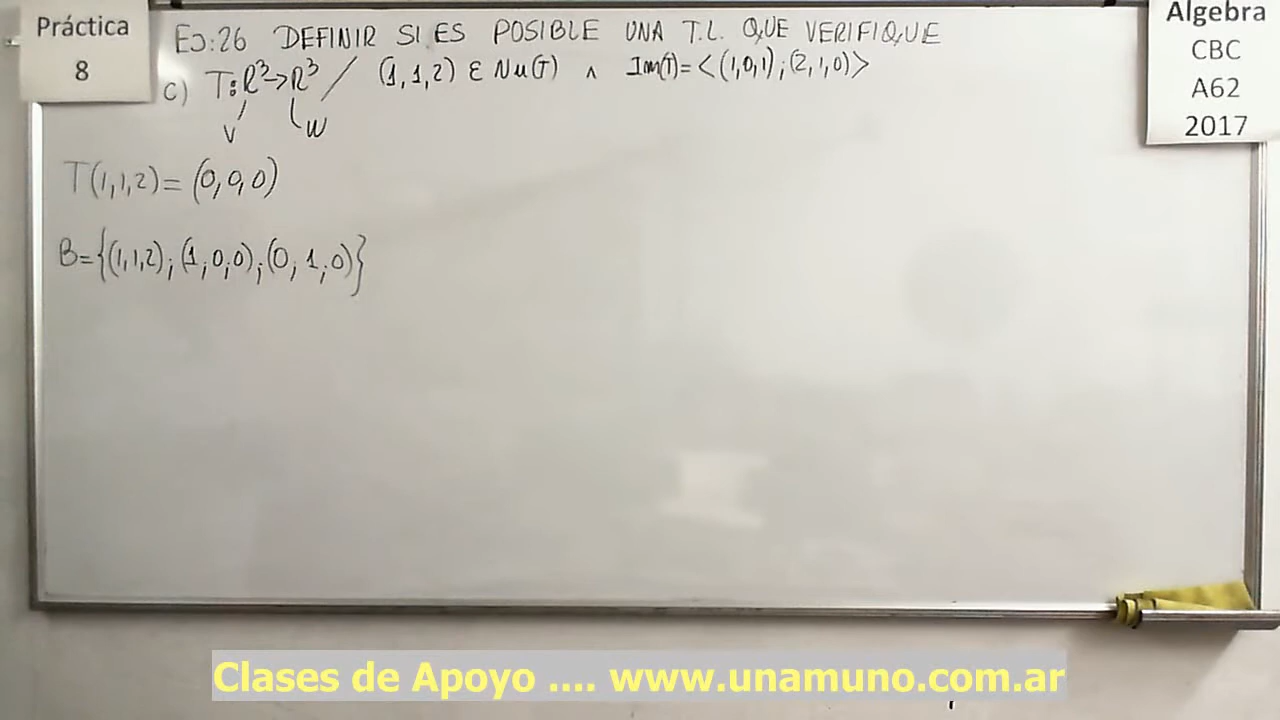 Práctica
8
EJ:26 DEFINIR SI ES POSIBLE UNA T.L. QUE VERIFIQUE
c) T:R³→R³ / (1,1,2) ∈ Nu(T) ∧ Im(T)=<(1,0,1);(2,1,0)>
V W
T(1,1,2)=(0,0,0)
B={(1,1,2);(1,0,0);(0,1,0)}
Algebra
CBC
A62
2017
Clases de Apoyo .... www.unamuno.com.ar